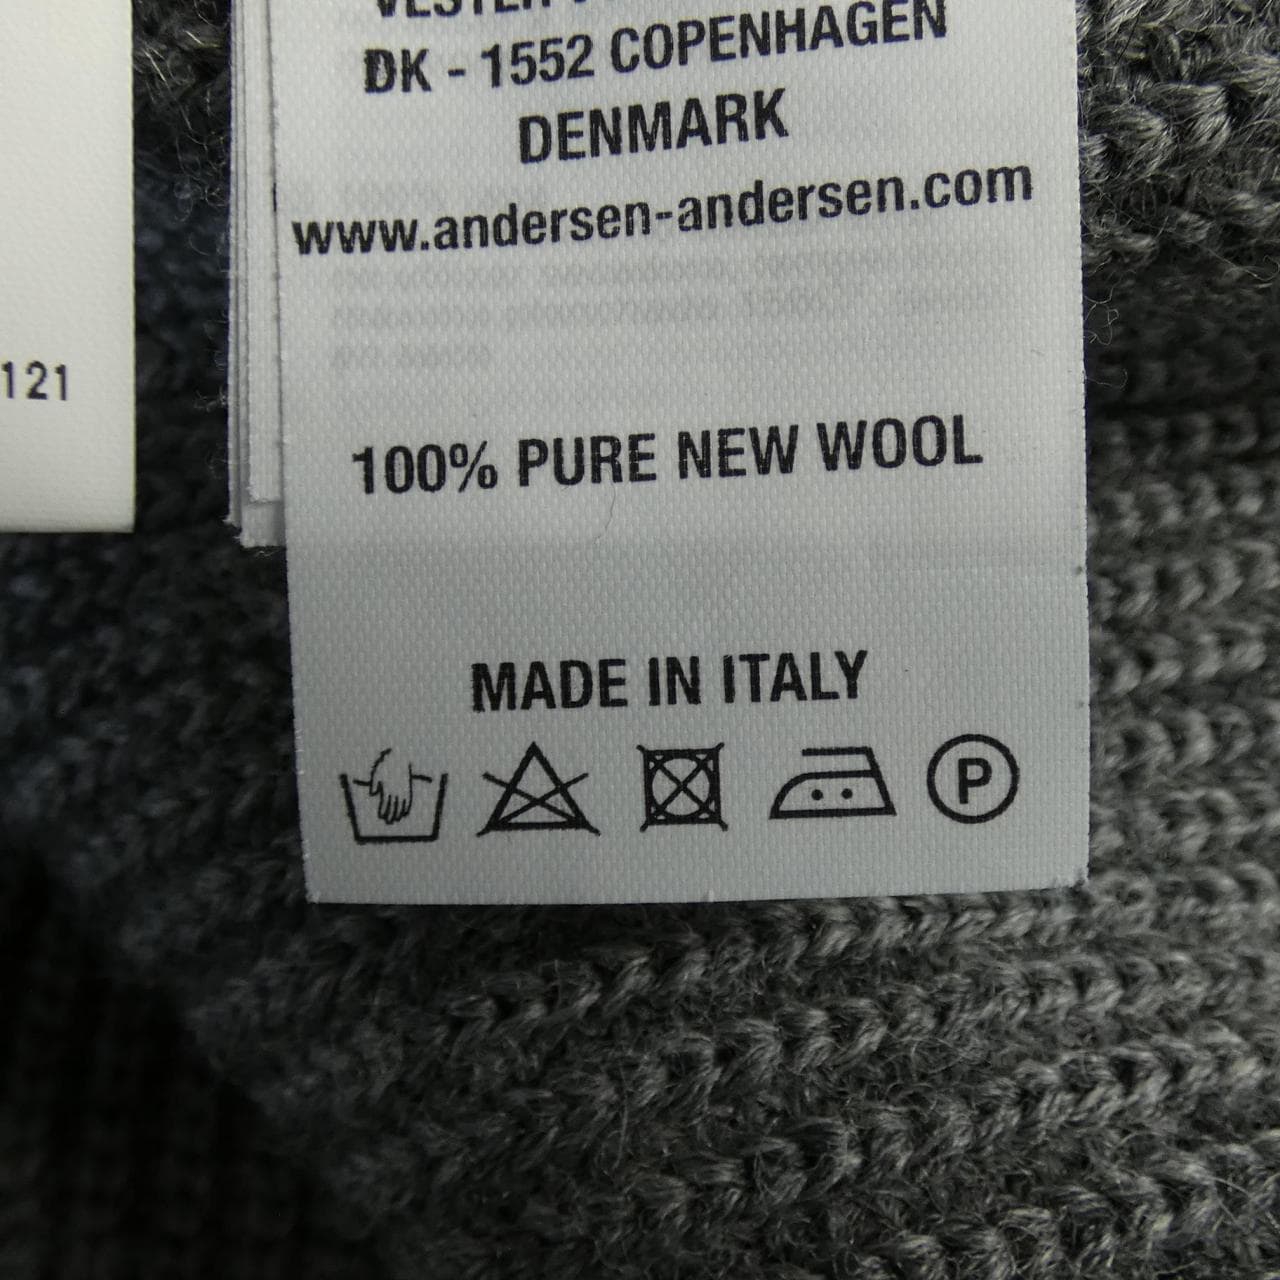 DK - 1552 COPENHAGEN
DENMARK
www.andersen-andersen.com
100% PURE NEW WOOL
MADE IN ITALY
P
121